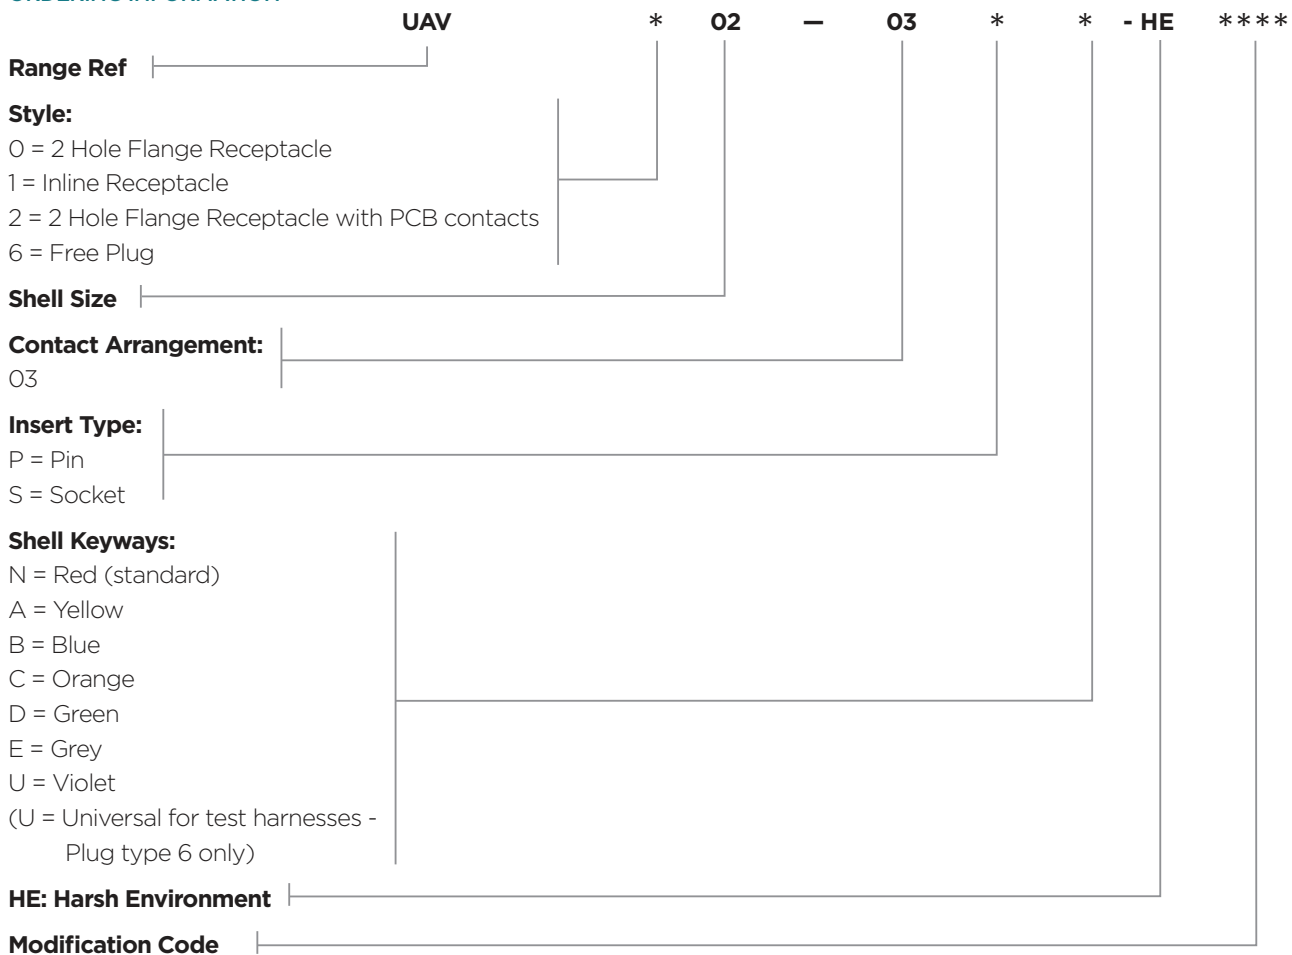 ORDERING INFORMATION
UAV * 02 — 03 * * - HE ****
Range Ref
Style:
0 = 2 Hole Flange Receptacle
1 = Inline Receptacle
2 = 2 Hole Flange Receptacle with PCB contacts
6 = Free Plug
Shell Size
Contact Arrangement:
03
Insert Type:
P = Pin
S = Socket
Shell Keyways:
N = Red (standard)
A = Yellow
B = Blue
C = Orange
D = Green
E = Grey
U = Violet
(U = Universal for test harnesses -
Plug type 6 only)
HE: Harsh Environment
Modification Code